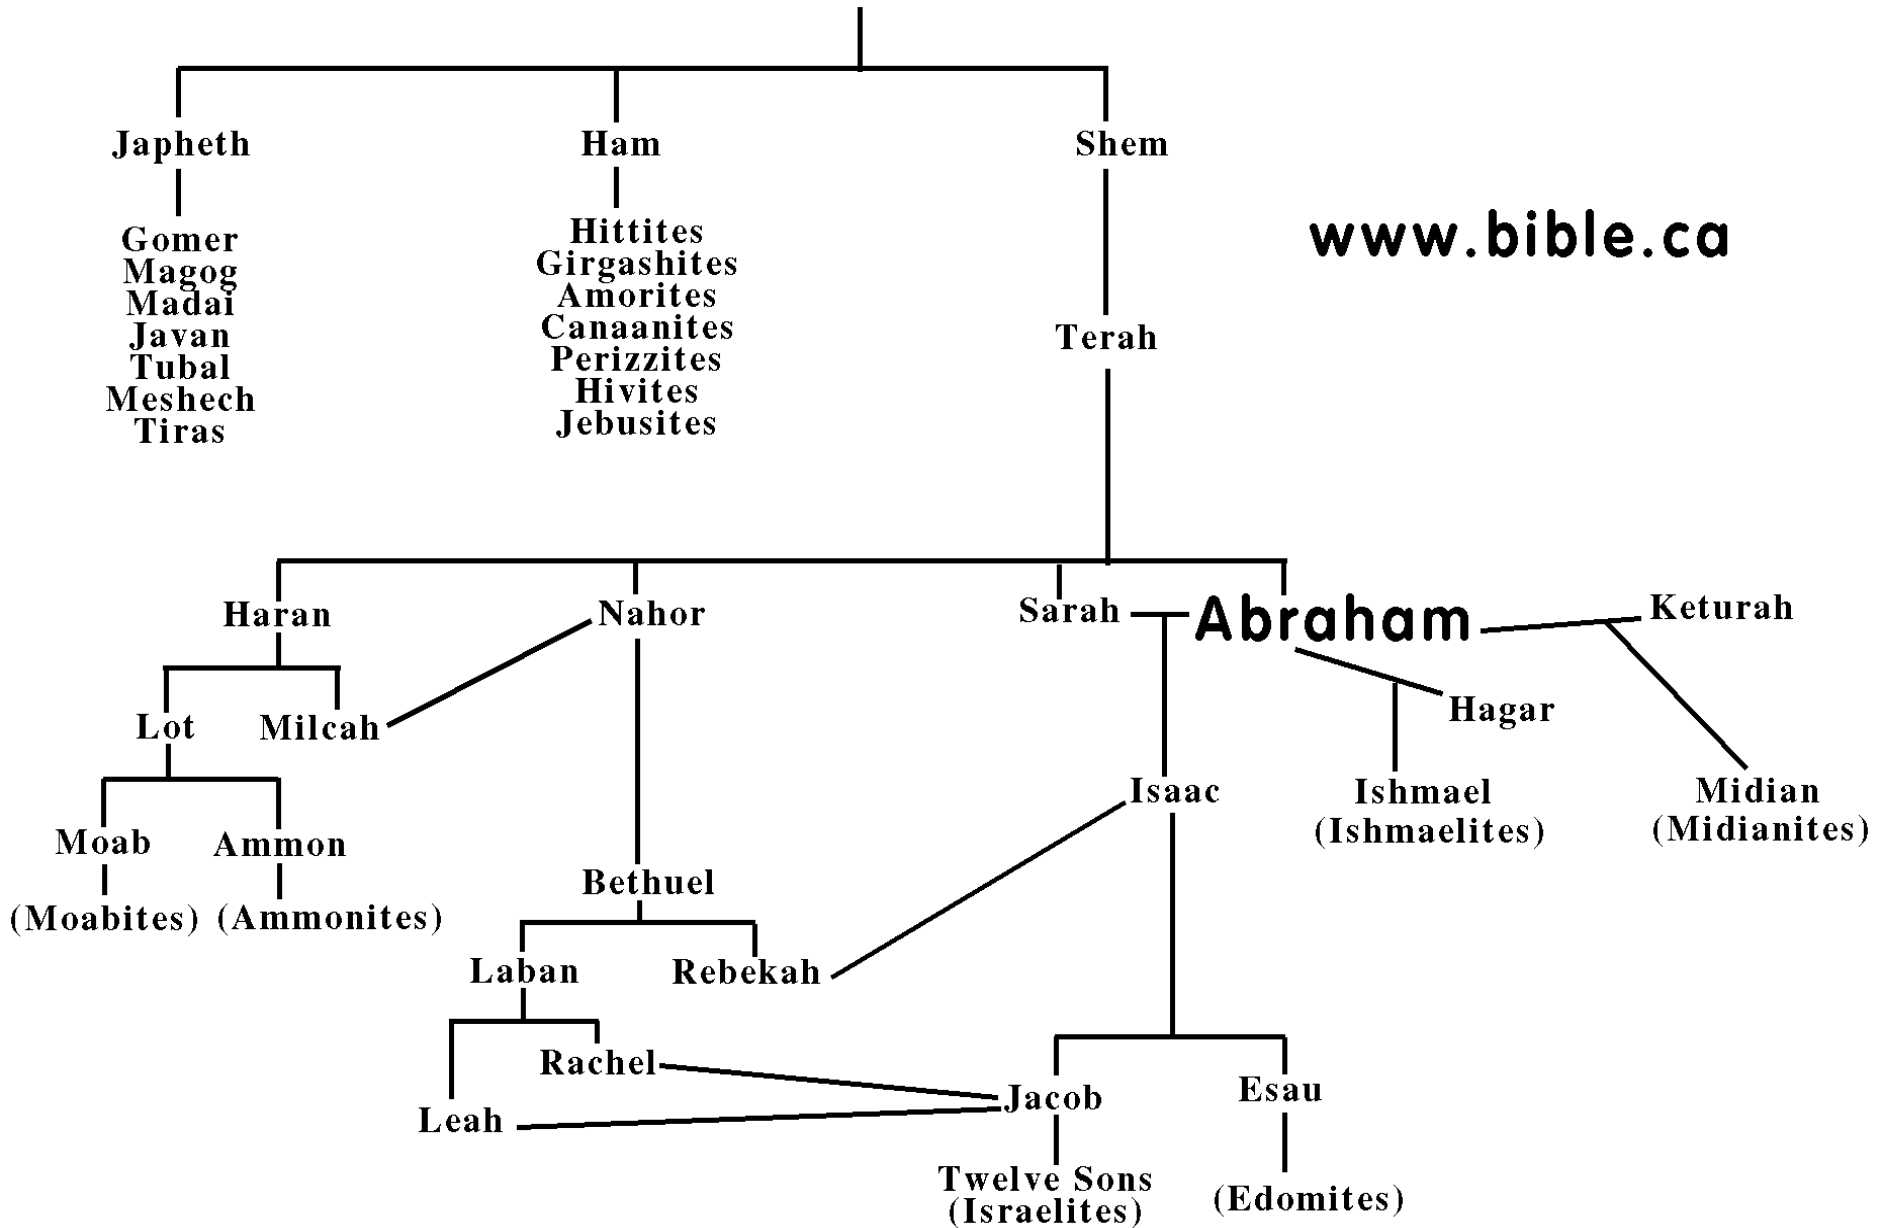 Japheth
Ham
Shem
Gomer
Magog
Madai
Javan
Tubal
Meshech
Tiras
Hittites
Girgashites
Amorites
Canaanites
Perizzites
Hivites
Jebusites
www.bible.ca
Terah
Haran
Nahor
Sarah
Abraham
Keturah
Lot
Milcah
Hagar
Isaac
Ishmael
(Ishmaelites)
Midian
(Midianites)
Moab
Ammon
(Moabites)
(Ammonites)
Bethuel
Laban
Rebekah
Rachel
Leah
Jacob
Esau
Twelve Sons
(Israelites)
(Edomites)